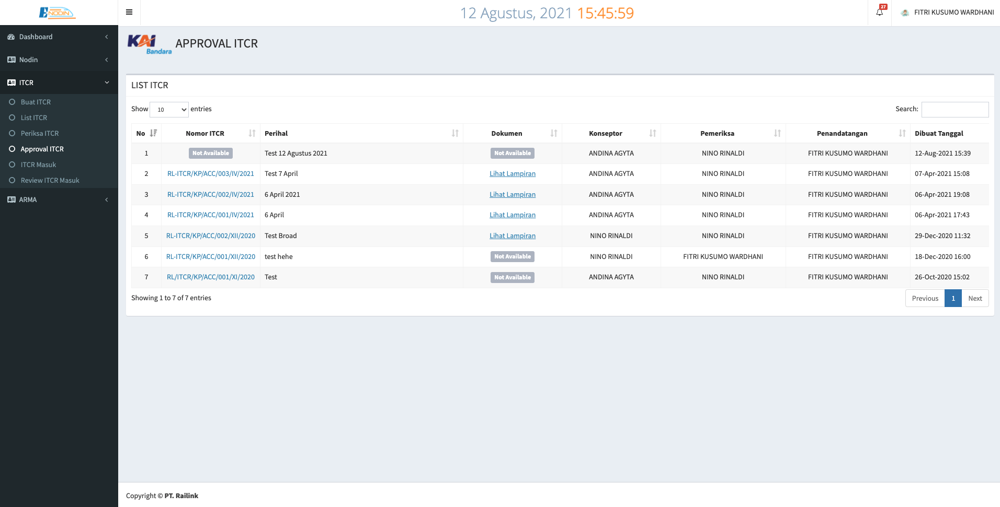 NODIN
12 Agustus, 2021 15:45:59
27
FITRI KUSUMO WARDHANI
Dashboard
Nodin
ITCR
Buat ITCR
List ITCR
Periksa ITCR
Approval ITCR
ITCR Masuk
Review ITCR Masuk
ARMA
KAI Bandara
APPROVAL ITCR
LIST ITCR
Show 10 entries
Search:
No Nomor ITCR Perihal Dokumen Konseptor Pemeriksa Penandatangan Dibuat Tanggal
1 Not Available Test 12 Agustus 2021 Not Available ANDINA AGYTA NINO RINALDI FITRI KUSUMO WARDHANI 12-Aug-2021 15:39
2 RL-ITCR/KP/ACC/003/IV/2021 Test 7 April Lihat Lampiran ANDINA AGYTA NINO RINALDI FITRI KUSUMO WARDHANI 07-Apr-2021 15:08
3 RL-ITCR/KP/ACC/002/IV/2021 6 April 2021 Lihat Lampiran ANDINA AGYTA NINO RINALDI FITRI KUSUMO WARDHANI 06-Apr-2021 19:08
4 RL-ITCR/KP/ACC/001/IV/2021 6 April Lihat Lampiran ANDINA AGYTA NINO RINALDI FITRI KUSUMO WARDHANI 06-Apr-2021 17:43
5 RL-ITCR/KP/ACC/002/XII/2020 Test Broad Lihat Lampiran NINO RINALDI NINO RINALDI FITRI KUSUMO WARDHANI 29-Dec-2020 11:32
6 RL-ITCR/KP/ACC/001/XII/2020 test hehe Not Available NINO RINALDI FITRI KUSUMO WARDHANI FITRI KUSUMO WARDHANI 18-Dec-2020 16:00
7 RL/ITCR/KP/ACC/001/XI/2020 Test Not Available ANDINA AGYTA NINO RINALDI FITRI KUSUMO WARDHANI 26-Oct-2020 15:02
Showing 1 to 7 of 7 entries
Previous 1 Next
Copyright © PT. Railink